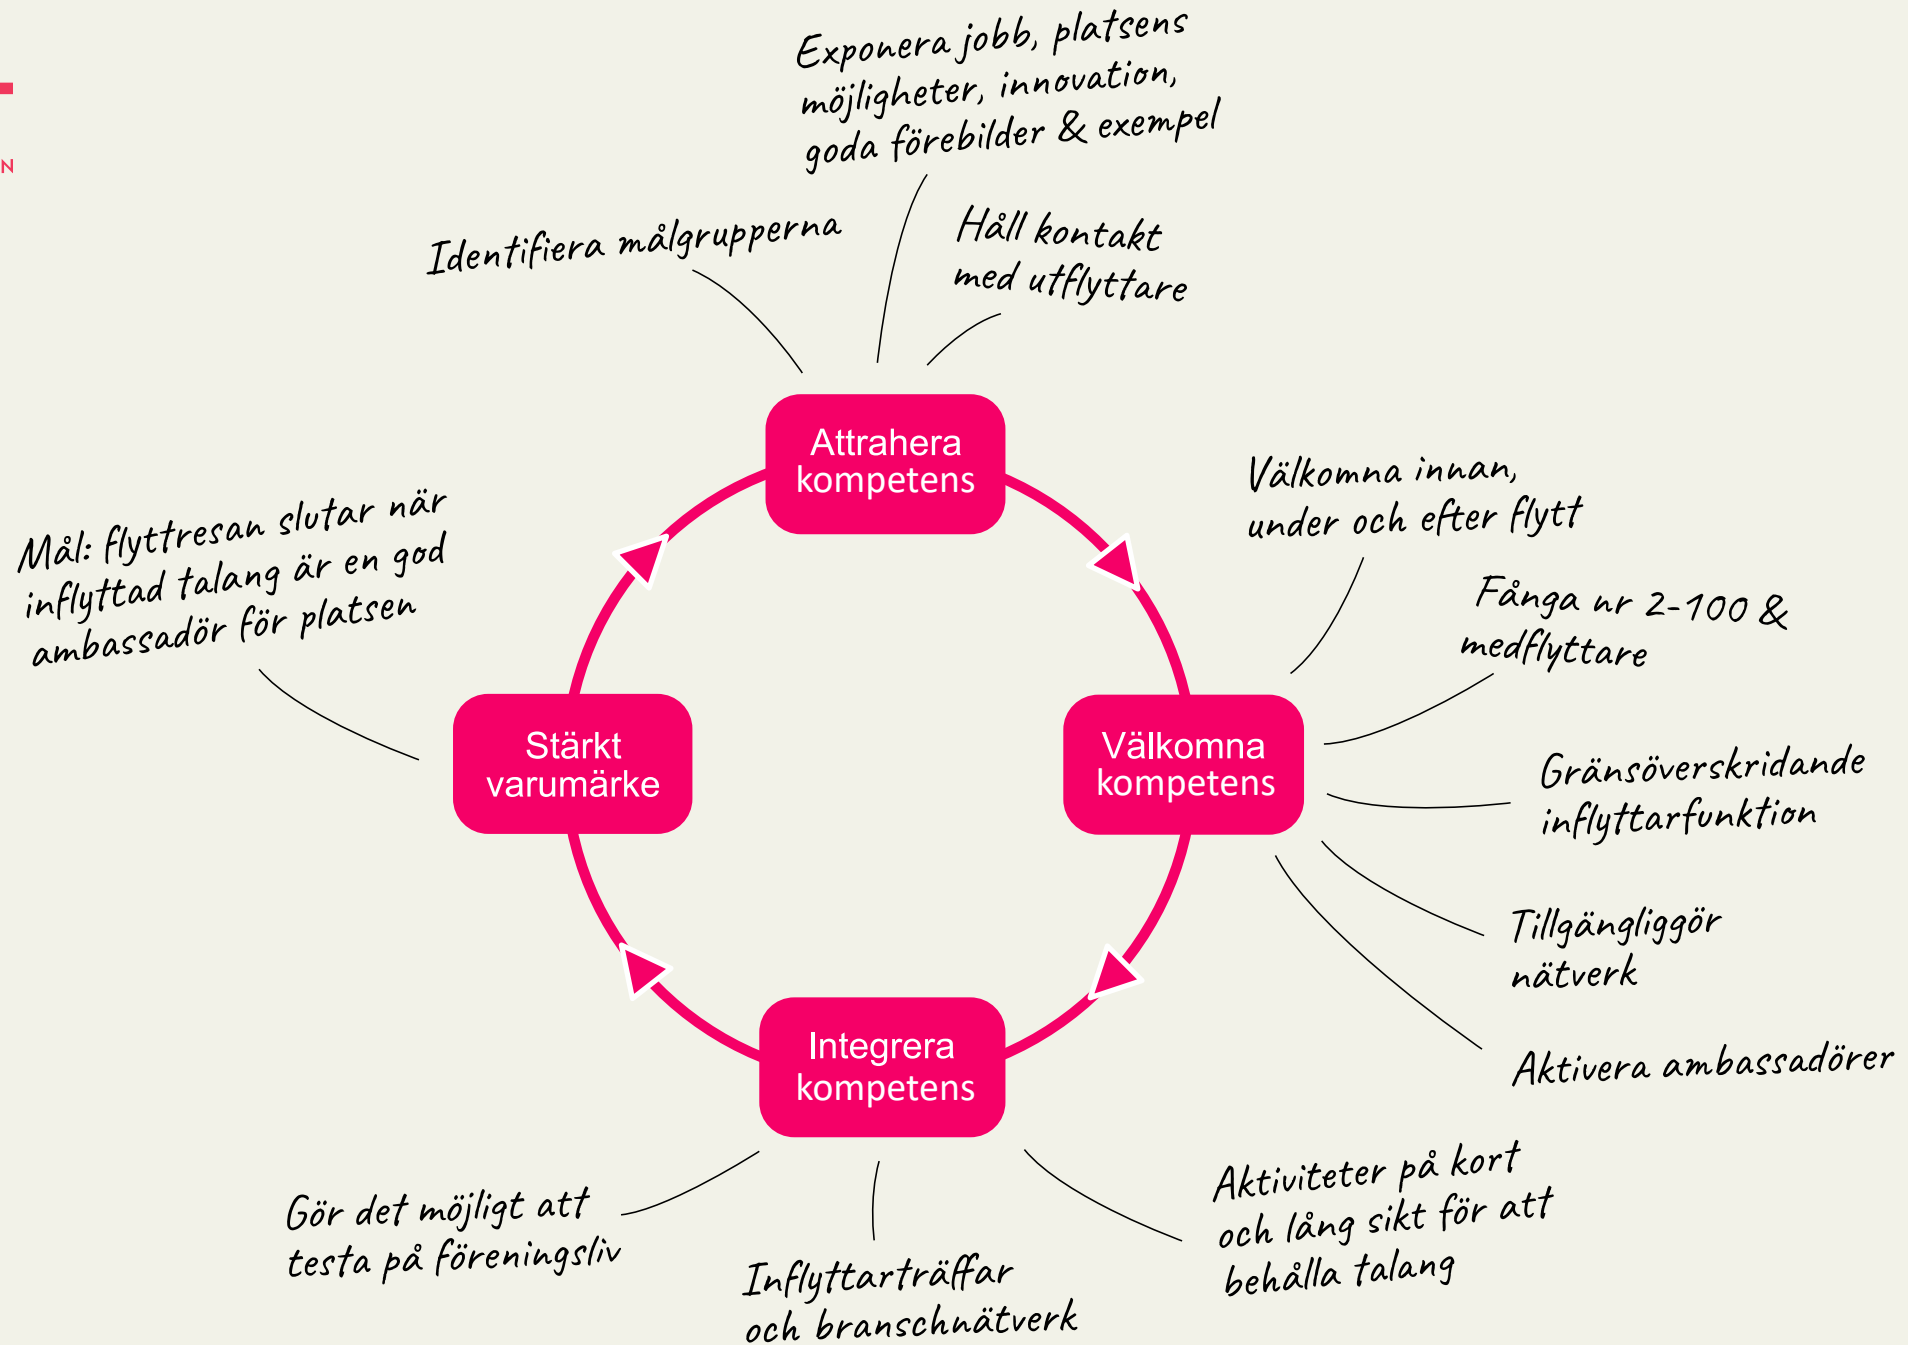 N
Exponera jobb, platsens
möjligheter, innovation,
goda förebilder & exempel
Identifiera målgrupperna
Håll kontakt
med utflyttare
Attrahera
kompetens
Välkomna innan,
under och efter flytt
Fånga nr 2-100 &
medflyttare
Mål: flyttresan slutar när
inflyttad talang är en god
ambassadör för platsen
Stärkt
varumärke
Välkomna
kompetens
Gränsöverskridande
inflyttarfunktion
Tillgängliggör
nätverk
Aktivera ambassadörer
Integrera
kompetens
Gör det möjligt att
testa på föreningsliv
Inflyttarträffar
och branschnätverk
Aktiviteter på kort
och lång sikt för att
behålla talang